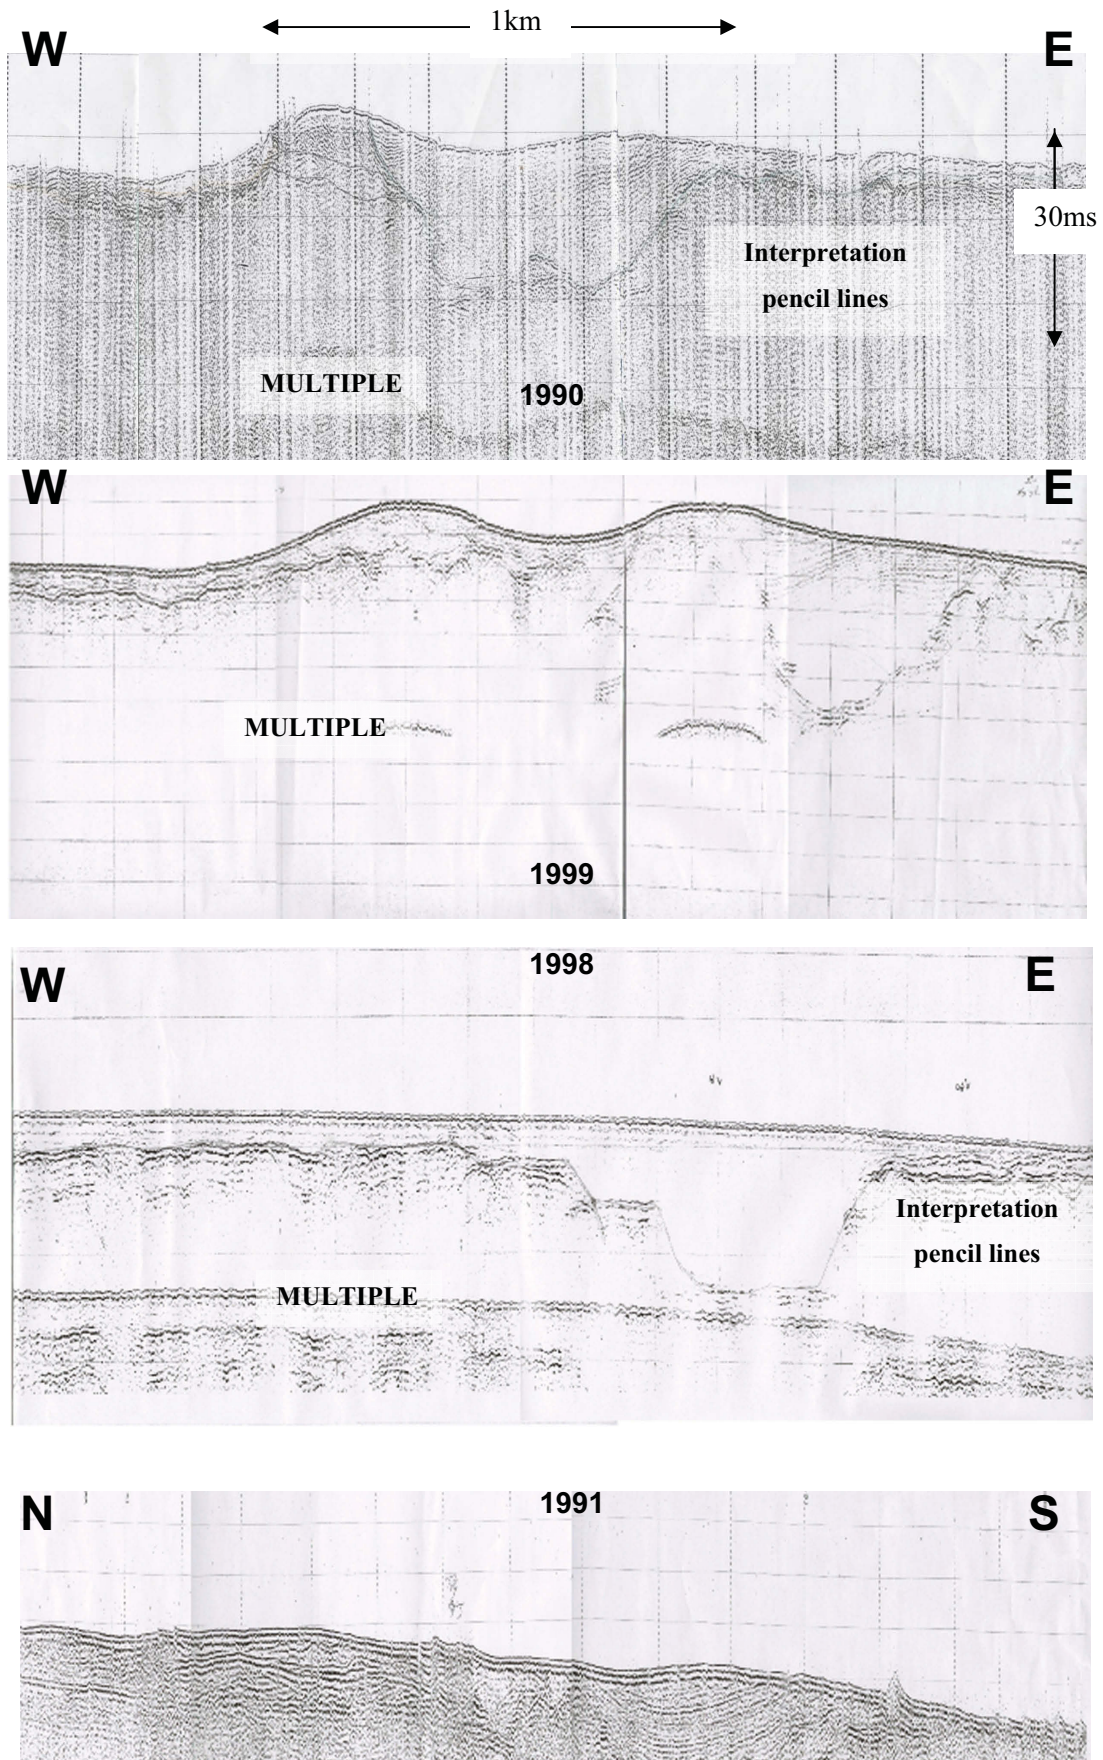 1km
W
E
30ms
Interpretation
pencil lines
MULTIPLE
1990
W
E
MULTIPLE
1999
1998
W
E
Interpretation
pencil lines
MULTIPLE
1991
N
S